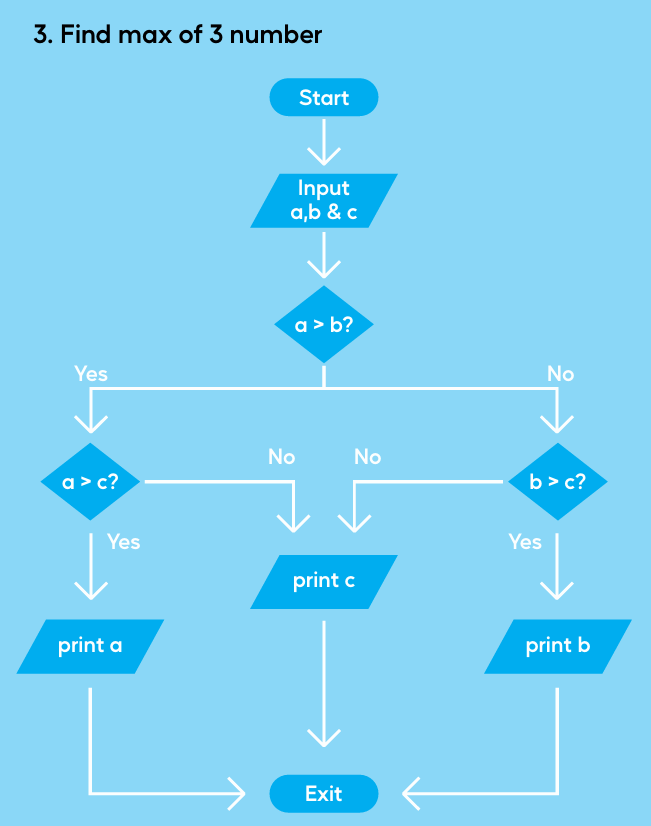 3. Find max of 3 number
Start
Input
a,b & c
a > b?
Yes
No
a > c?
No
No
b > c?
Yes
Yes
print c
print a
print b
Exit